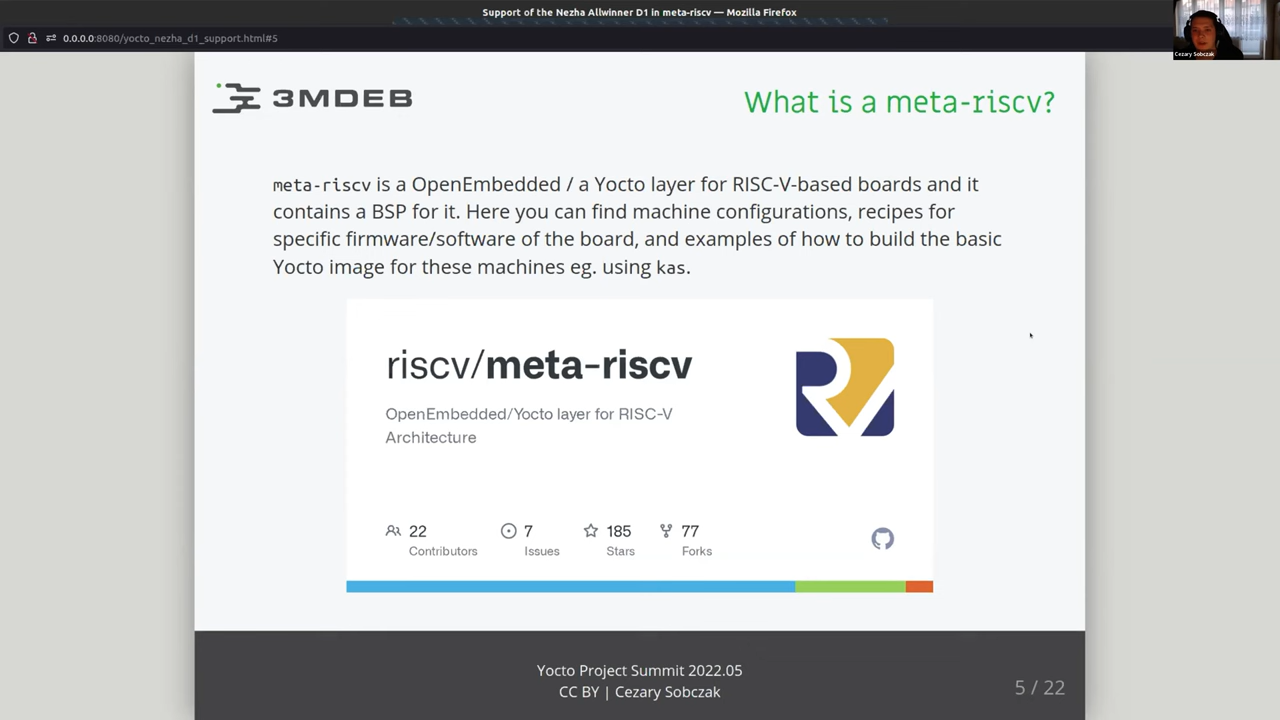 Support of the Nezha Allwinner D1 in meta-riscv — Mozilla Firefox
0.0.0.0:8080/yocto_nezha_d1_support.html#5
Cezary Sobczak
3MDEB
What is a meta-riscv?
meta-riscv is a OpenEmbedded / a Yocto layer for RISC-V-based boards and it
contains a BSP for it. Here you can find machine configurations, recipes for
specific firmware/software of the board, and examples of how to build the basic
Yocto image for these machines eg. using kas.
riscv/meta-riscv
OpenEmbedded/Yocto layer for RISC-V
Architecture
22 7 185 77
Contributors Issues Stars Forks
Yocto Project Summit 2022.05
CC BY | Cezary Sobczak
5 / 22